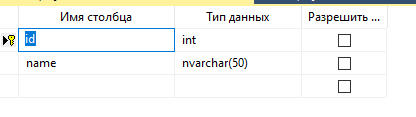 Имя столбца Тип данных Разрешить ...
id int
name nvarchar(50)